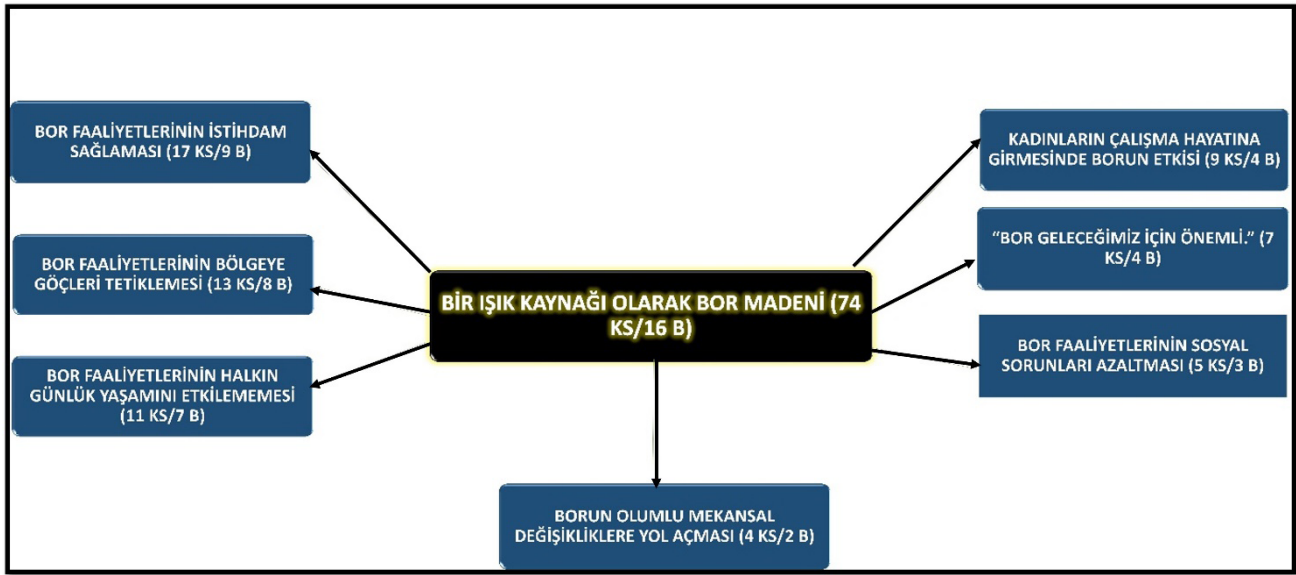 BOR FAALİYETLERİNİN İSTİHDAM
SAĞLAMASI (17 KS/9 B)
BOR FAALİYETLERİNİN BÖLGEYE
GÖÇLERİ TETİKLEMESİ (13 KS/8 B)
BOR FAALİYETLERİNİN HALKIN
GÜNLÜK YAŞAMINI ETKİLEMEMESİ
(11 KS/7 B)
BİR IŞIK KAYNAĞI OLARAK BOR MADENİ (74
KS/16 B)
BORUN OLUMLU MEKANSAL
DEĞİŞİKLİKLERE YOL AÇMASI (4 KS/2 B)
KADINLARIN ÇALIŞMA HAYATINA
GİRMESİNDE BORUN ETKİSİ (9 KS/4 B)
“BOR GELECEĞİMİZ İÇİN ÖNEMLİ.” (7
KS/4 B)
BOR FAALİYETLERİNİN SOSYAL
SORUNLARI AZALTMASI (5 KS/3 B)